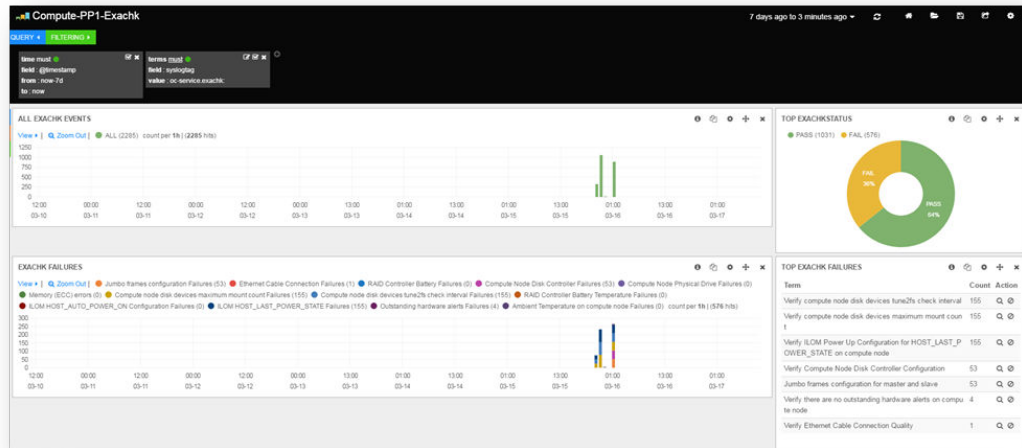 Compute-PP1-Exachk
7 days ago to 3 minutes ago
QUERY
FILTERING
time must
field : @timestamp
from : now-7d
to : now
terms must
field : syslogtag
value : oc-service.exachk:
ALL EXACHK EVENTS
View | Zoom Out | ALL (2285) count per 1h | (2285 hits)
1250
1000
750
500
250
0
12:00 00:00 12:00 00:00 12:00 00:00 13:00 01:00 13:00 01:00 13:00 01:00 13:00 01:00
03-10 03-11 03-11 03-12 03-12 03-13 03-13 03-14 03-14 03-15 03-15 03-16 03-16 03-17
TOP EXACHKSTATUS
PASS (1031) FAIL (576)
FAIL
36%
PASS
64%
EXACHK FAILURES
View | Zoom Out | Jumbo frames configuration Failures (53) Ethernet Cable Connection Failures (1) RAID Controller Battery Failures (0) Compute Node Disk Controller Failures (53) Compute Node Physical Drive Failures (0)
Memory (ECC) errors (0) Compute node disk devices maximum mount count Failures (155) Compute node disk devices tune2fs check interval Failures (155) RAID Controller Battery Temperature Failures (0)
ILOM HOST_AUTO_POWER_ON Configuration Failures (0) ILOM HOST_LAST_POWER_STATE Failures (155) Outstanding hardware alerts Failures (4) Ambient Temperature on compute node Failures (0) count per 1h | (576 hits)
300
250
200
150
100
50
0
12:00 00:00 12:00 00:00 12:00 00:00 13:00 01:00 13:00 01:00 13:00 01:00 13:00 01:00
03-10 03-11 03-11 03-12 03-12 03-13 03-13 03-14 03-14 03-15 03-15 03-16 03-16 03-17
TOP EXACHK FAILURES
Term Count Action
Verify compute node disk devices tune2fs check interval 155
Verify compute node disk devices maximum mount coun 155
t
Verify ILOM Power Up Configuration for HOST_LAST_P 155
OWER_STATE on compute node
Verify Compute Node Disk Controller Configuration 53
Jumbo frames configuration for master and slave 53
Verify there are no outstanding hardware alerts on compu 4
te node
Verify Ethernet Cable Connection Quality 1